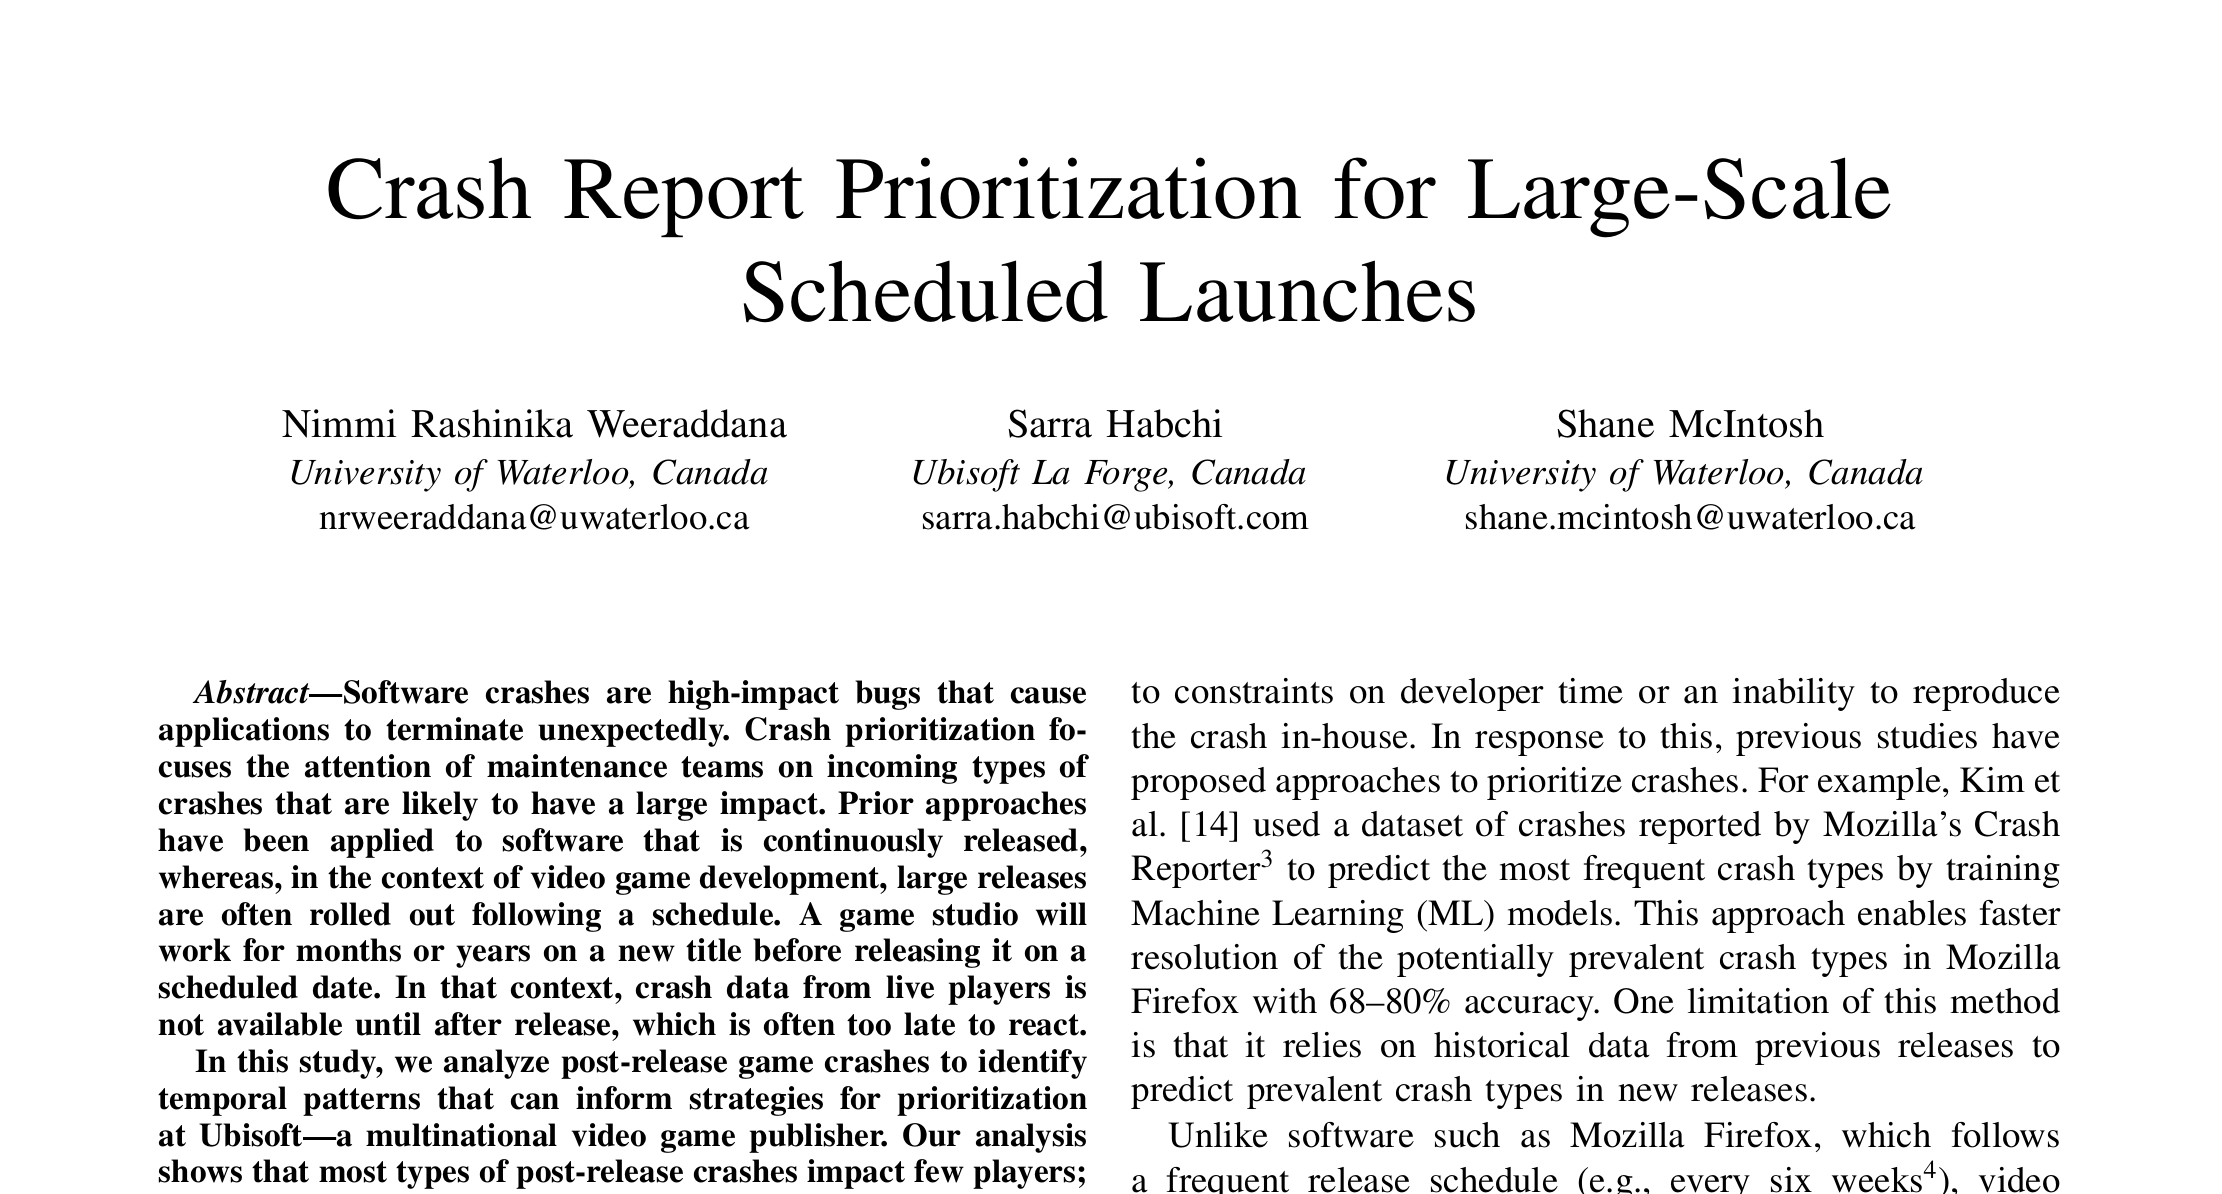 Crash Report Prioritization for Large-Scale
Scheduled Launches
Nimmi Rashinika Weeraddana
University of Waterloo, Canada
nrweeraddana@uwaterloo.ca
Sarra Habchi
Ubisoft La Forge, Canada
sarra.habchi@ubisoft.com
Shane McIntosh
University of Waterloo, Canada
shane.mcintosh@uwaterloo.ca
Abstract—Software crashes are high-impact bugs that cause
applications to terminate unexpectedly. Crash prioritization fo-
cuses the attention of maintenance teams on incoming types of
crashes that are likely to have a large impact. Prior approaches
have been applied to software that is continuously released,
whereas, in the context of video game development, large releases
are often rolled out following a schedule. A game studio will
work for months or years on a new title before releasing it on a
scheduled date. In that context, crash data from live players is
not available until after release, which is often too late to react.
In this study, we analyze post-release game crashes to identify
temporal patterns that can inform strategies for prioritization
at Ubisoft—a multinational video game publisher. Our analysis
shows that most types of post-release crashes impact few players;
to constraints on developer time or an inability to reproduce
the crash in-house. In response to this, previous studies have
proposed approaches to prioritize crashes. For example, Kim et
al. [14] used a dataset of crashes reported by Mozilla's Crash
Reporter³ to predict the most frequent crash types by training
Machine Learning (ML) models. This approach enables faster
resolution of the potentially prevalent crash types in Mozilla
Firefox with 68–80% accuracy. One limitation of this method
is that it relies on historical data from previous releases to
predict prevalent crash types in new releases.
Unlike software such as Mozilla Firefox, which follows
a frequent release schedule (e.g., every six weeks⁴), video